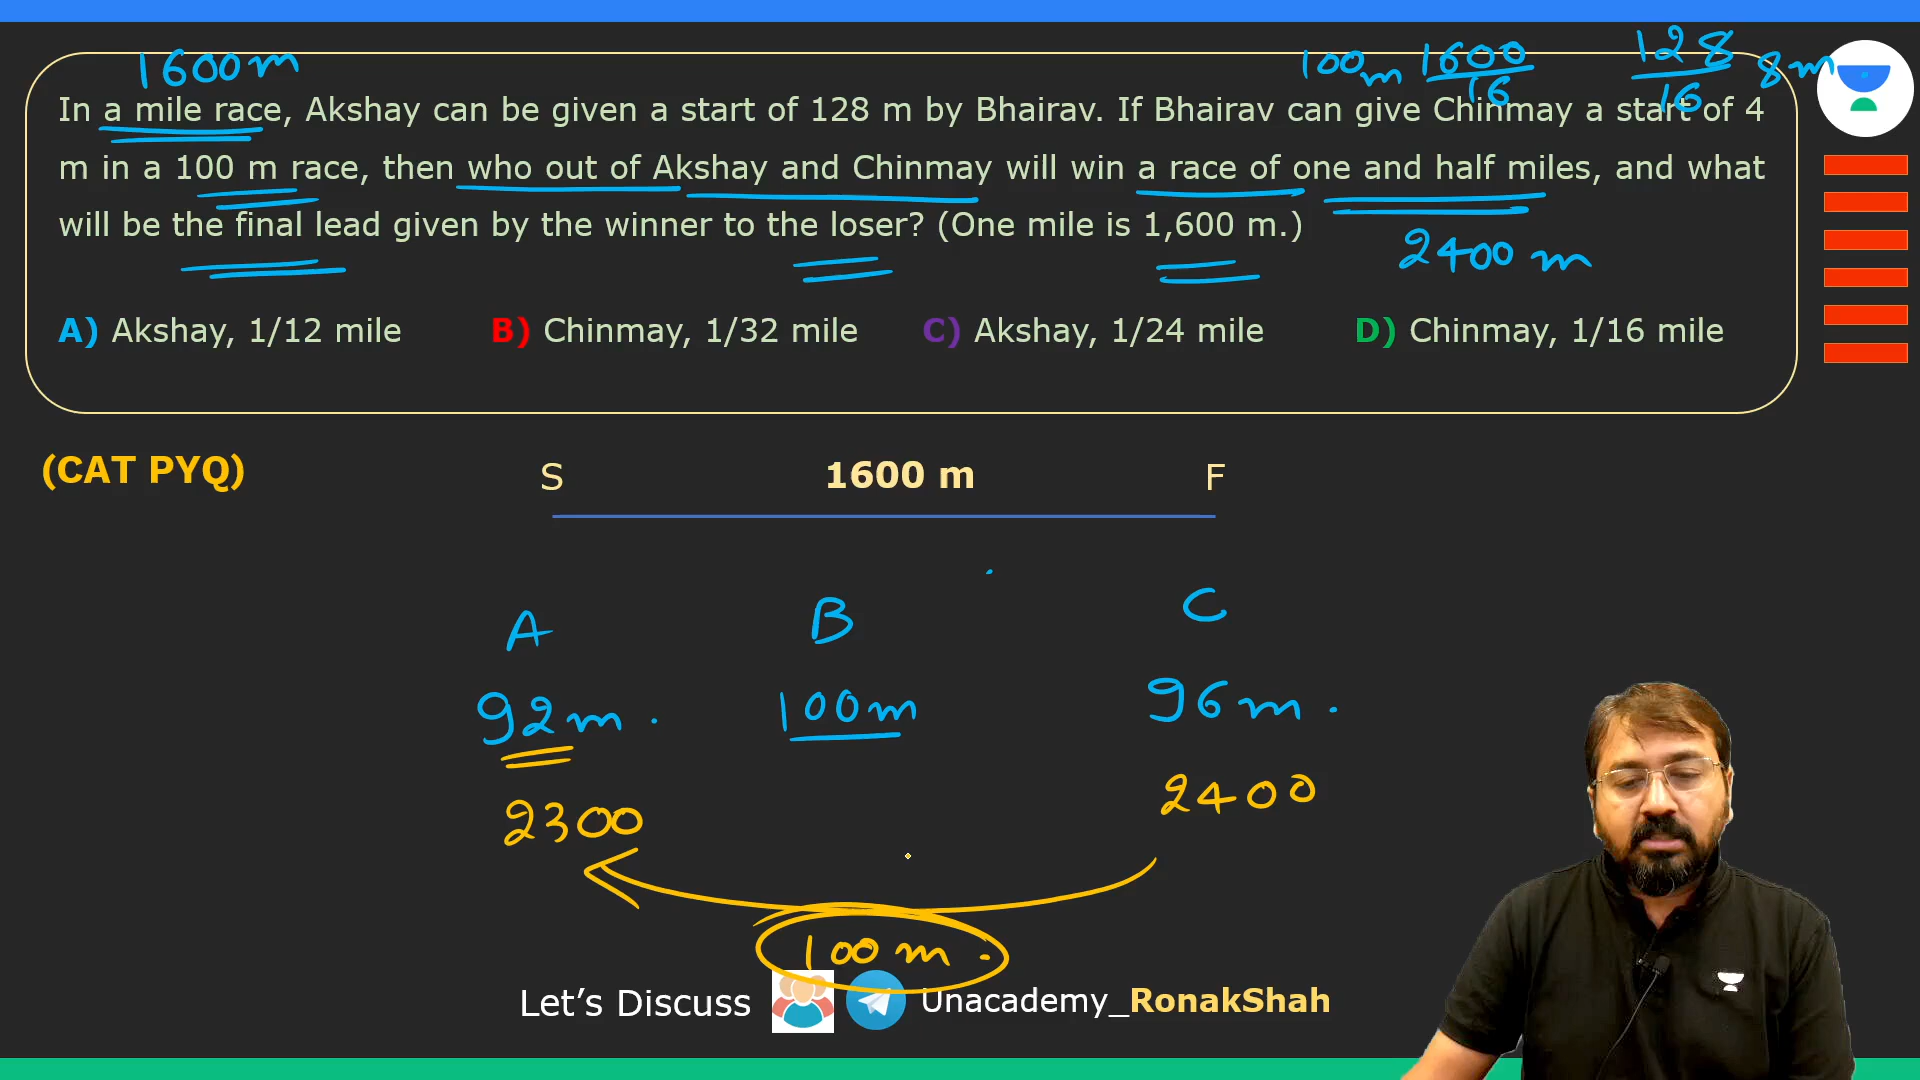 1600 m
100m 1600/16 128/16 8m
In a mile race, Akshay can be given a start of 128 m by Bhairav. If Bhairav can give Chinmay a start of 4
m in a 100 m race, then who out of Akshay and Chinmay will win a race of one and half miles, and what
will be the final lead given by the winner to the loser? (One mile is 1,600 m.)
2400 m
A) Akshay, 1/12 mile B) Chinmay, 1/32 mile C) Akshay, 1/24 mile D) Chinmay, 1/16 mile
(CAT PYQ)
S 1600 m F
A B C
92m. 100m 96m.
2300 2400
100 m.
Let’s Discuss Unacademy_RonakShah